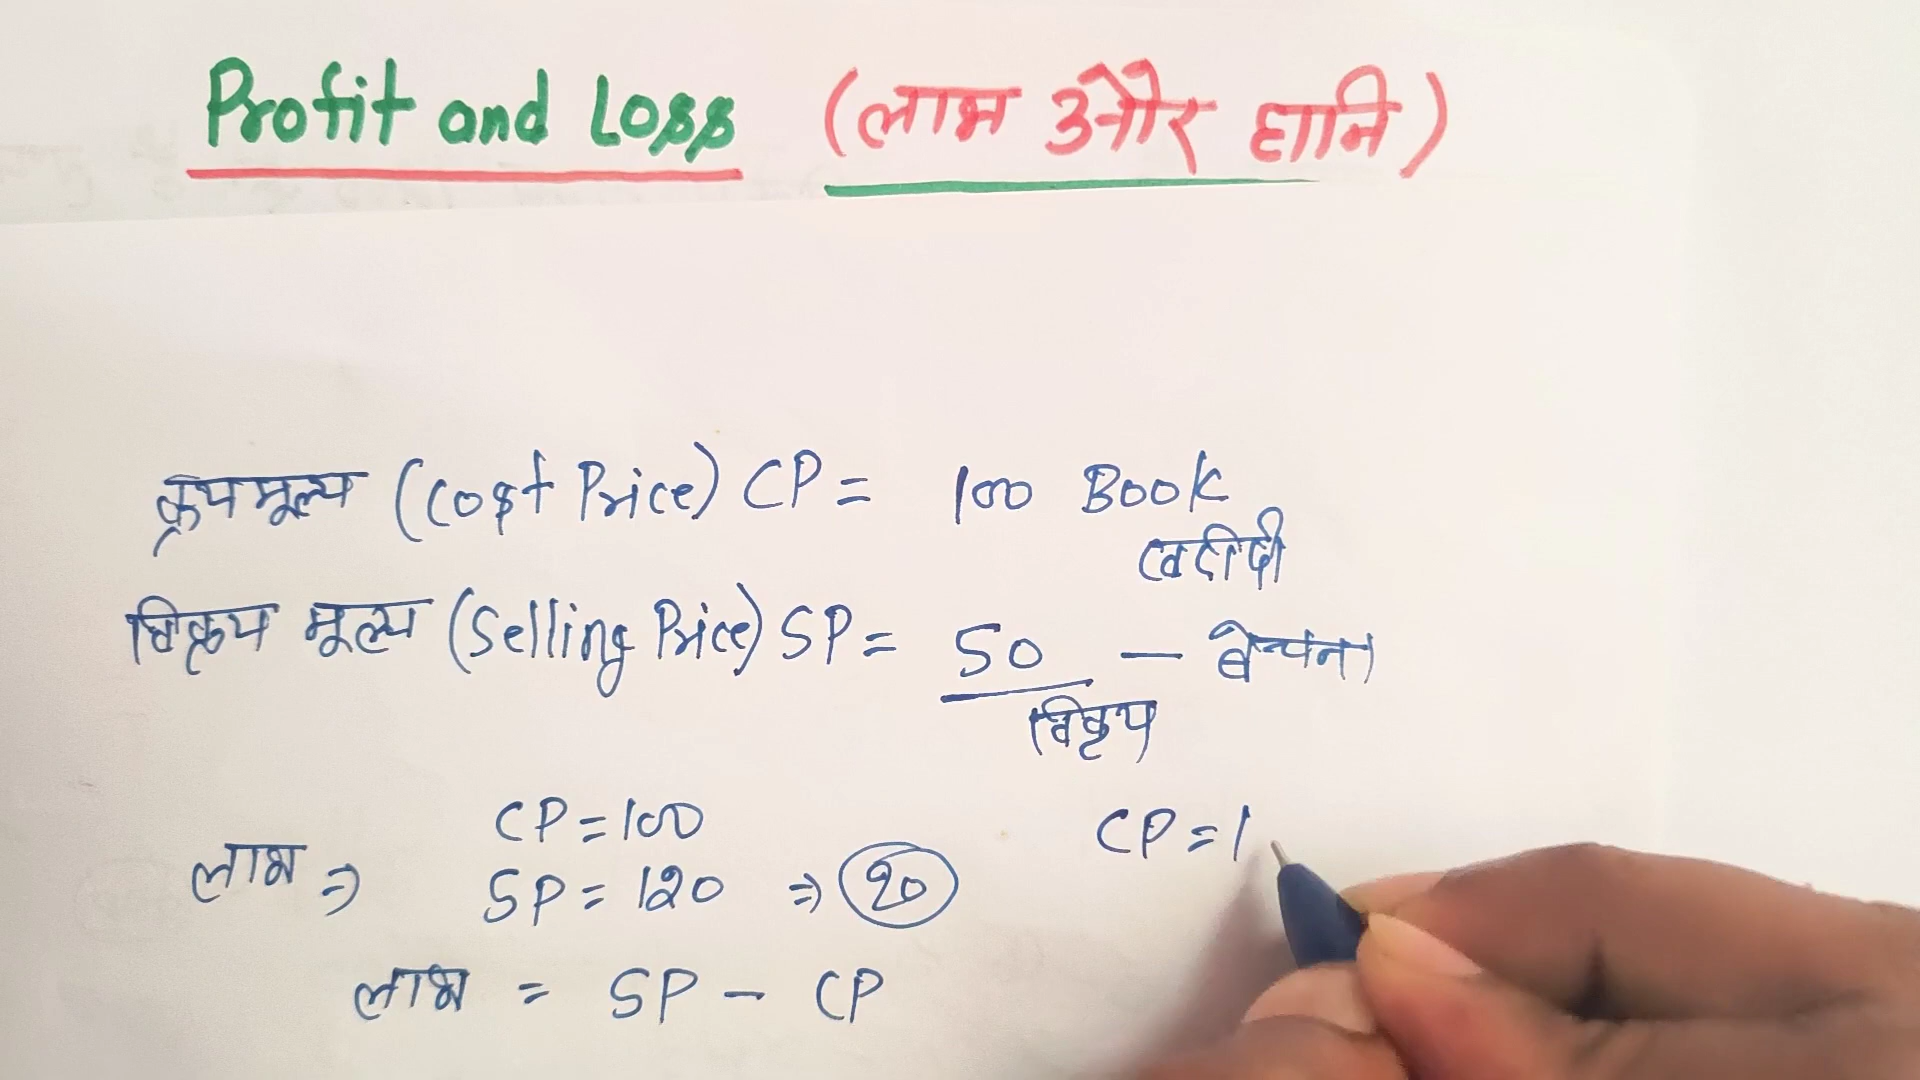 Profit and Loss (लाभ और हानि)
क्रय मूल्य (Cost Price) CP = 100 Book
खरीदी
विक्रय मूल्य (Selling Price) SP = 50 — बेचना
विक्रय
CP = 100
लाभ ⇒ SP = 120 ⇒ 20
लाभ = SP - CP
CP = 1